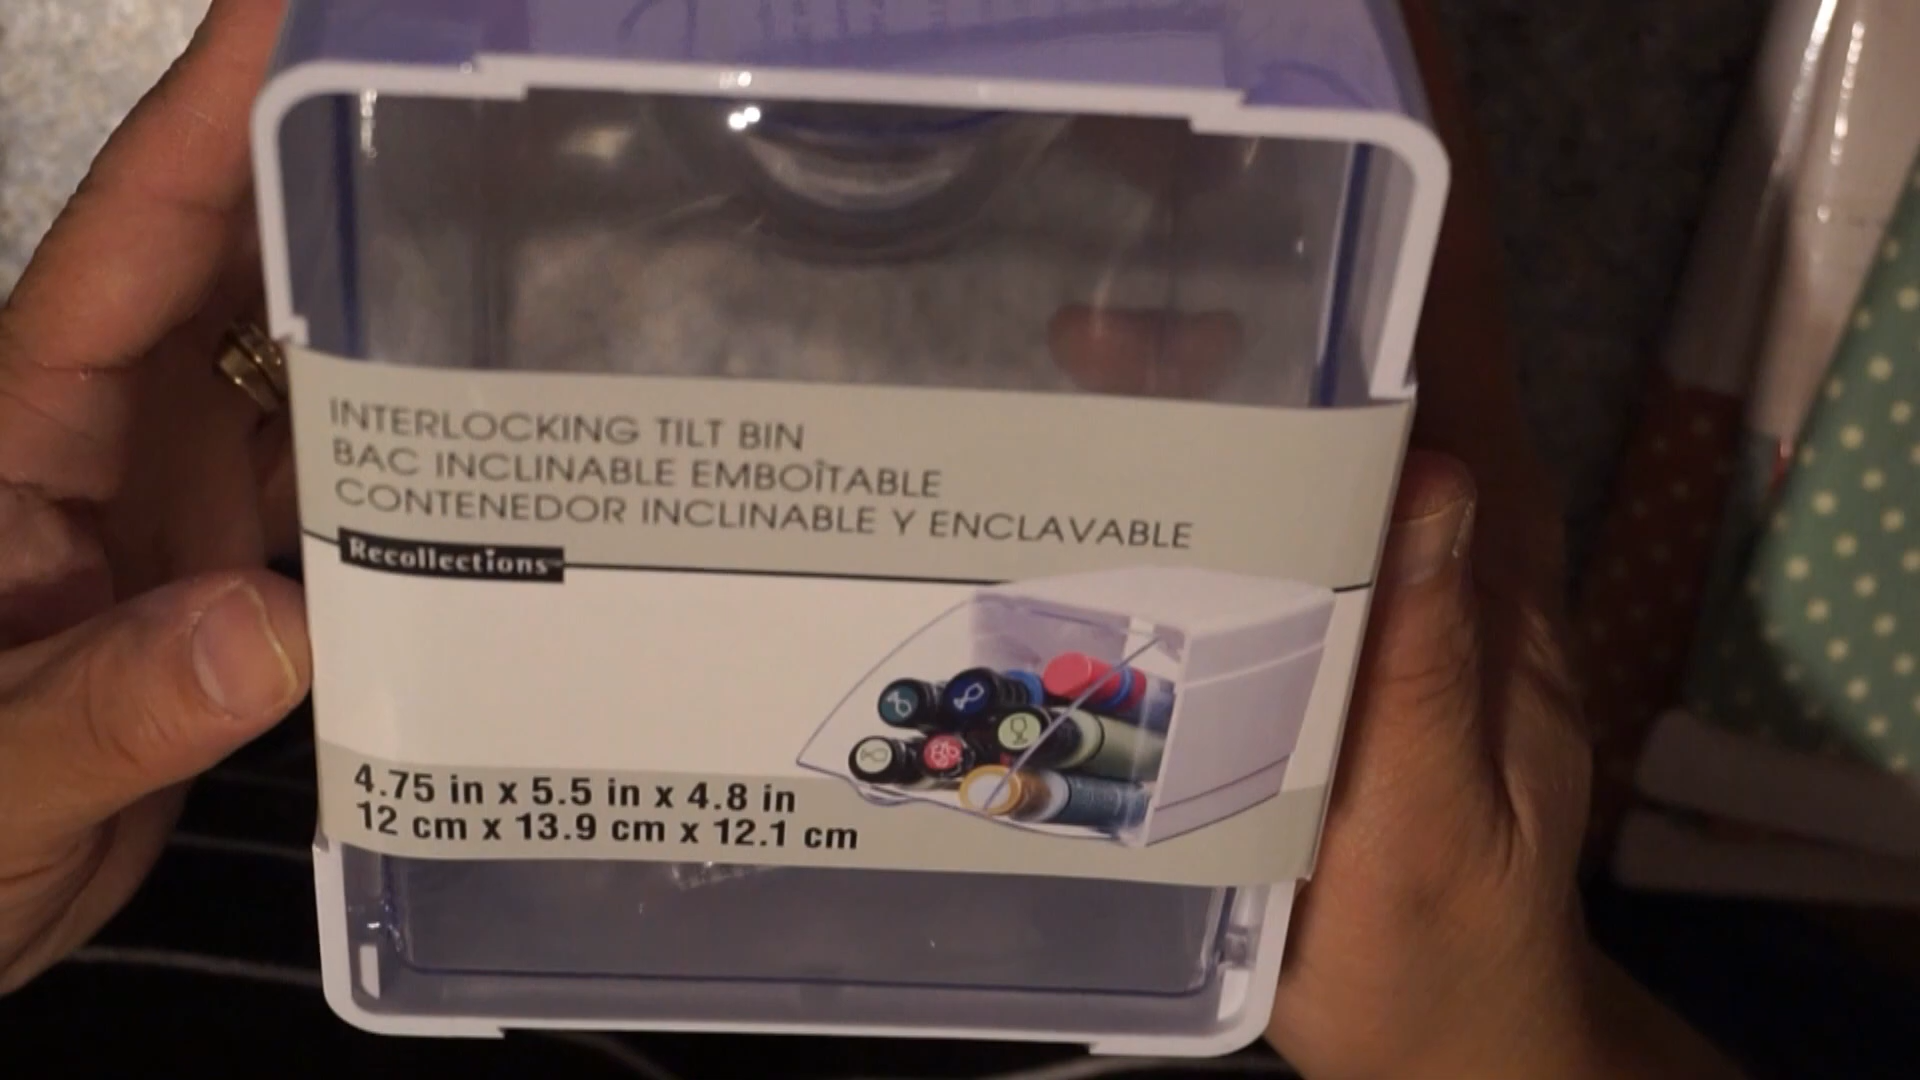 INTERLOCKING TILT BIN
BAC INCLINABLE EMBOÎTABLE
CONTENEDOR INCLINABLE Y ENCLAVABLE
Recollections™
4.75 in x 5.5 in x 4.8 in
12 cm x 13.9 cm x 12.1 cm